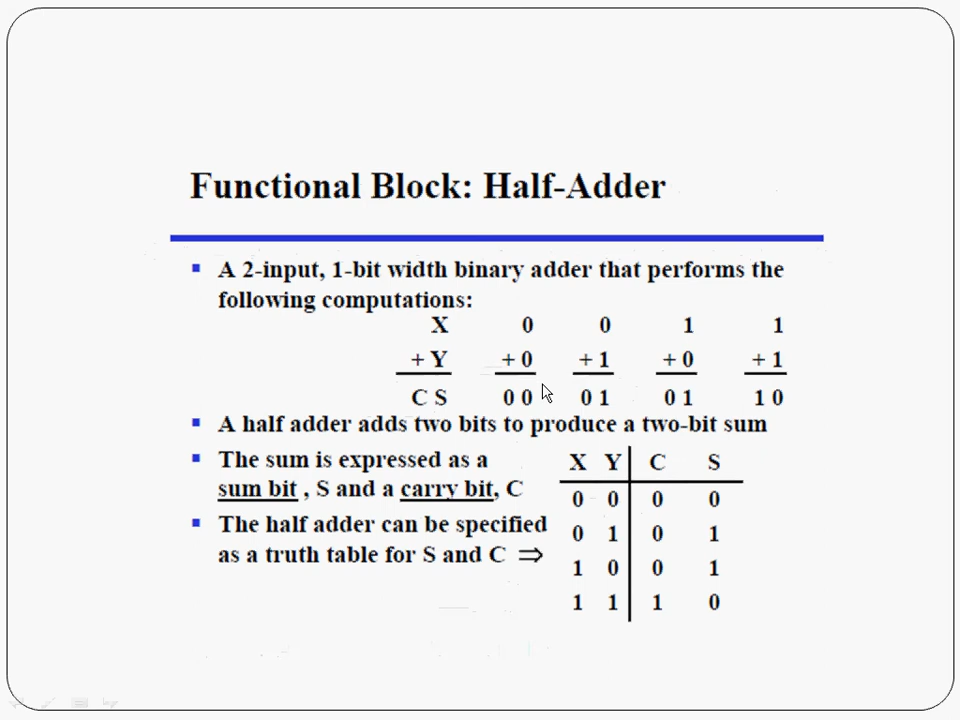 Functional Block: Half-Adder
▪ A 2-input, 1-bit width binary adder that performs the
following computations:
X 0 0 1 1
+ Y + 0 + 1 + 0 + 1
C S 0 0 0 1 0 1 1 0
▪ A half adder adds two bits to produce a two-bit sum
▪ The sum is expressed as a
sum bit , S and a carry bit, C
▪ The half adder can be specified
as a truth table for S and C ⇒
X Y C S
0 0 0 0
0 1 0 1
1 0 0 1
1 1 1 0